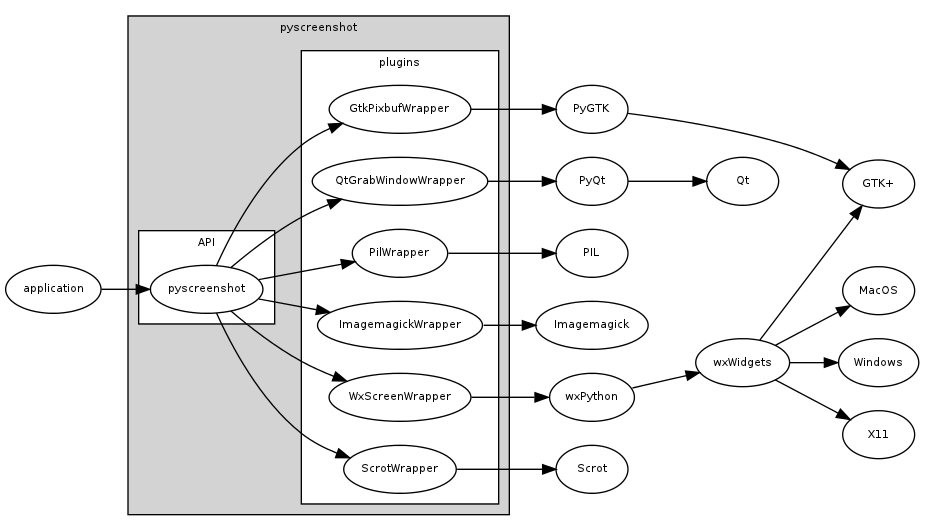 pyscreenshot
plugins
GtkPixbufWrapper
PyGTK
QtGrabWindowWrapper
PyQt
Qt
GTK+
API
PilWrapper
PIL
application
pyscreenshot
MacOS
ImagemagickWrapper
Imagemagick
wxWidgets
Windows
WxScreenWrapper
wxPython
X11
ScrotWrapper
Scrot